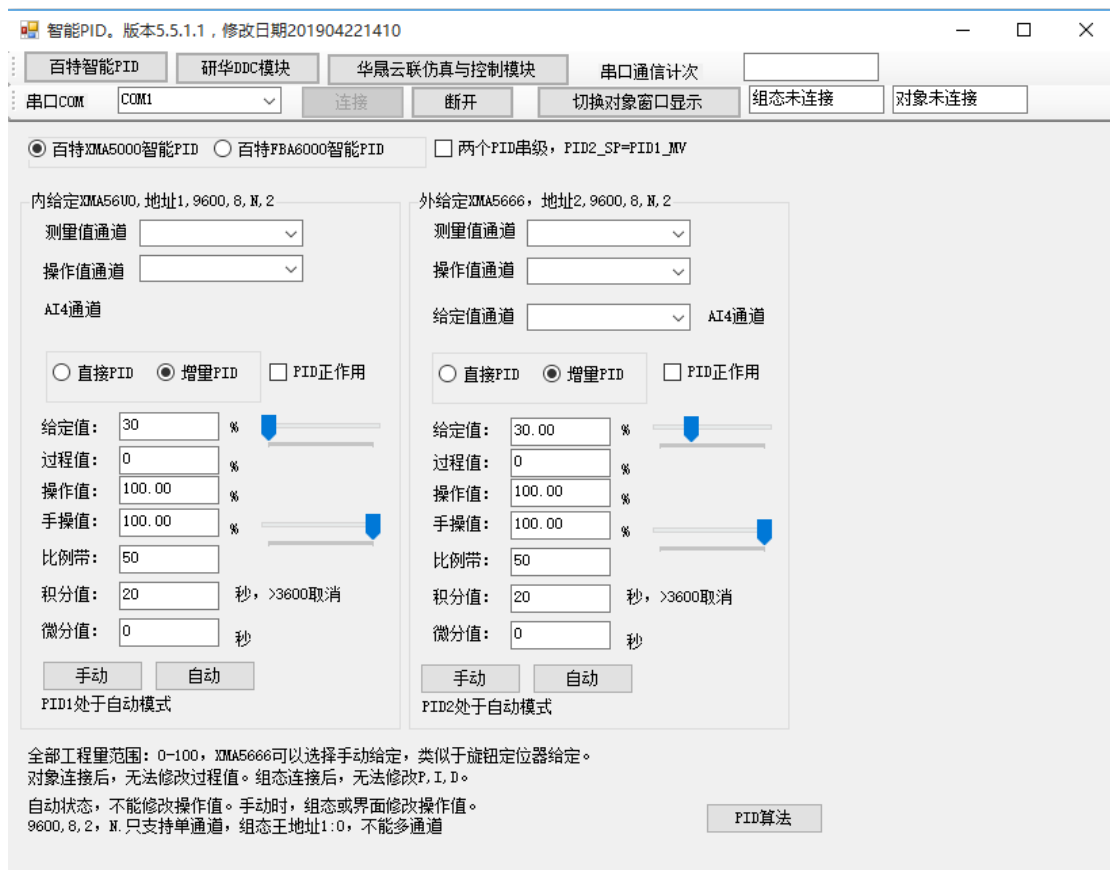 智能PID。版本5.5.1.1，修改日期201904221410
百特智能PID 研华DDC模块 华晟云联仿真与控制模块 串口通信计次
串口COM COM1 连接 断开 切换对象窗口显示 组态未连接 对象未连接
百特XMA5000智能PID 百特FBA6000智能PID 两个PID串级，PID2_SP=PID1_MV
内给定XMA56U0,地址1,9600,8,N,2
测量值通道
操作值通道
AI4通道
直接PID 增量PID PID正作用
给定值： 30 %
过程值： 0 %
操作值： 100.00 %
手操值： 100.00 %
比例带： 50
积分值： 20 秒，>3600取消
微分值： 0 秒
手动 自动
PID1处于自动模式
外给定XMA5666，地址2,9600,8,N,2
测量值通道
操作值通道
给定值通道 AI4通道
直接PID 增量PID PID正作用
给定值： 30.00 %
过程值： 0 %
操作值： 100.00 %
手操值： 100.00 %
比例带： 50
积分值： 20 秒，>3600取消
微分值： 0 秒
手动 自动
PID2处于自动模式
全部工程量范围：0-100，XMA5666可以选择手动给定，类似于旋钮定位器给定。
对象连接后，无法修改过程值。组态连接后，无法修改P,I,D。
自动状态，不能修改操作值。手动时，组态或界面修改操作值。
9600,8,2，N.只支持单通道，组态王地址1:0，不能多通道
PID算法